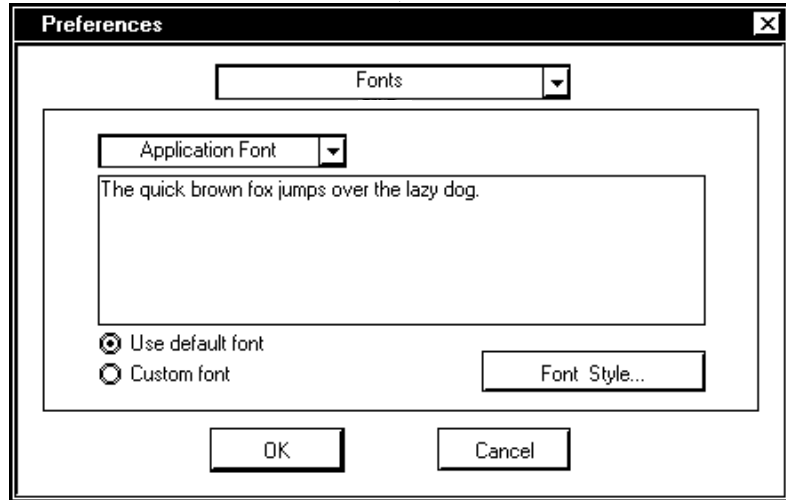 Preferences
Fonts
Application Font
The quick brown fox jumps over the lazy dog.
Use default font
Custom font
Font Style...
OK
Cancel